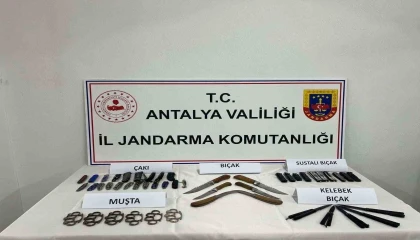 T.C.
ANTALYA VALİLİĞİ
İL JANDARMA KOMUTANLIĞI
ÇAKI
BIÇAK
SUSTALI BIÇAK
MUŞTA
KELEBEK
BIÇAK